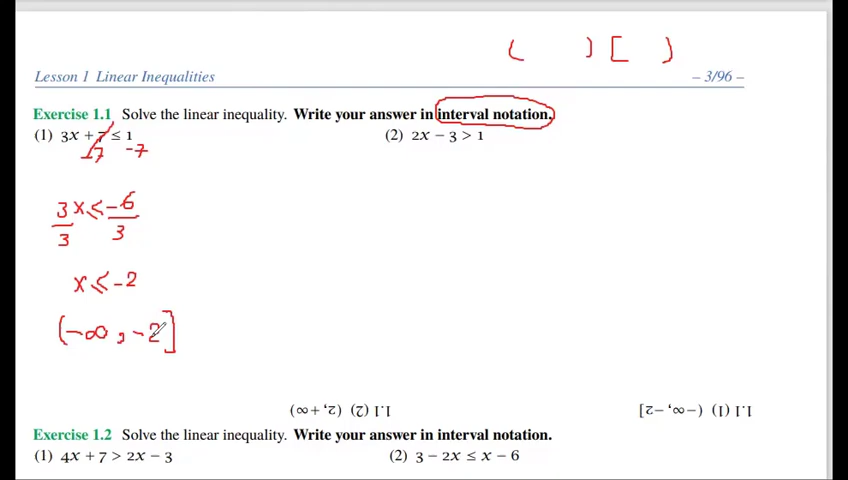 ( ) [ )
Lesson 1 Linear Inequalities – 3/96 –
Exercise 1.1 Solve the linear inequality. Write your answer in interval notation.
(1) 3x + 7 ≤ 1 (2) 2x − 3 > 1
−7 −7
3x ≤ −6
3 3
x ≤ −2
(−∞, −2]
1.1 (1) (−∞, −2] 1.1 (2) (2, +∞)
Exercise 1.2 Solve the linear inequality. Write your answer in interval notation.
(1) 4x + 7 > 2x − 3 (2) 3 − 2x ≤ x − 6